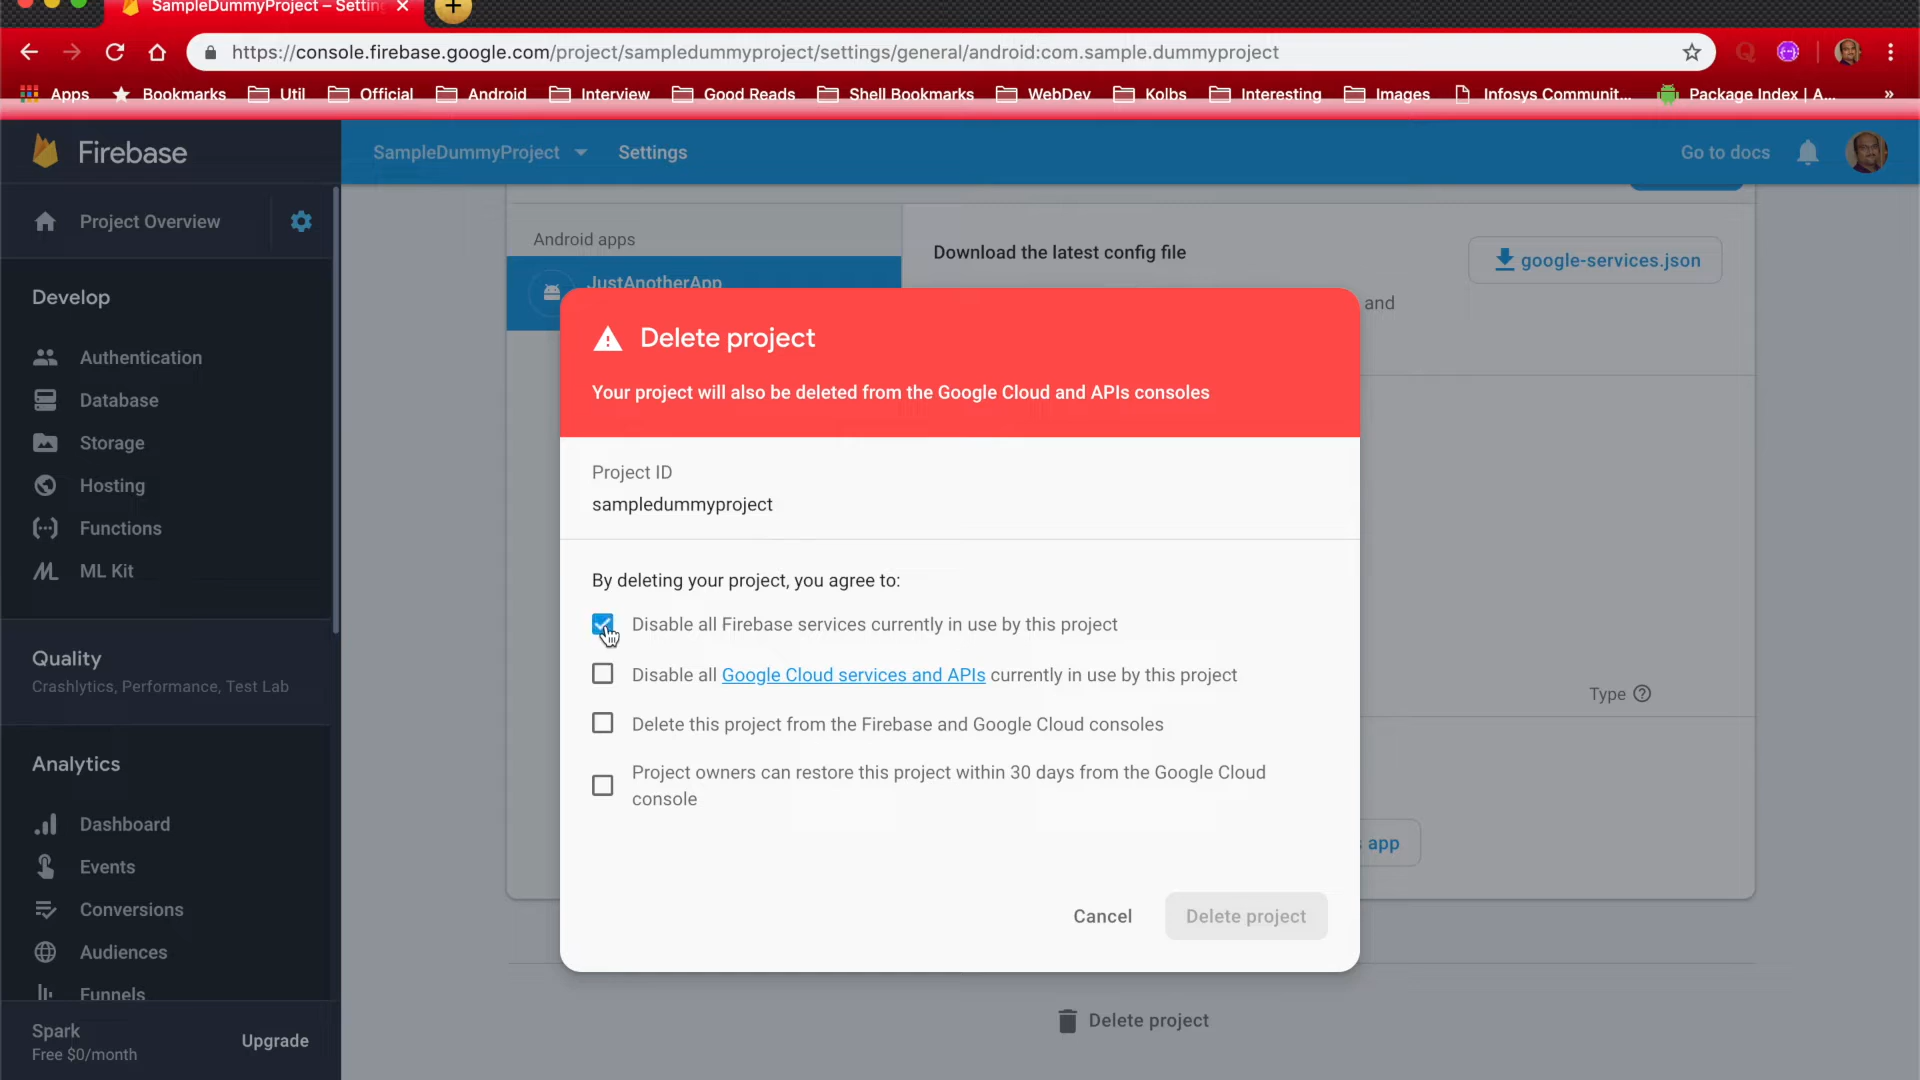 SampleDummyProject – Settin
https://console.firebase.google.com/project/sampledummyproject/settings/general/android:com.sample.dummyproject
Apps Bookmarks Util Official Android Interview Good Reads Shell Bookmarks WebDev Kolbs Interesting Images Infosys Communit... Package Index | A... »
Firebase
SampleDummyProject Settings Go to docs
Project Overview
Develop
Authentication
Database
Storage
Hosting
Functions
ML Kit
Quality
Crashlytics, Performance, Test Lab
Analytics
Dashboard
Events
Conversions
Audiences
Funnels
Spark
Free $0/month
Upgrade
Android apps
JustAnotherApp
Download the latest config file
google-services.json
and
Delete project
Your project will also be deleted from the Google Cloud and APIs consoles
Project ID
sampledummyproject
By deleting your project, you agree to:
Disable all Firebase services currently in use by this project
Disable all Google Cloud services and APIs currently in use by this project
Delete this project from the Firebase and Google Cloud consoles
Project owners can restore this project within 30 days from the Google Cloud
console
Cancel Delete project
Type
app
Delete project